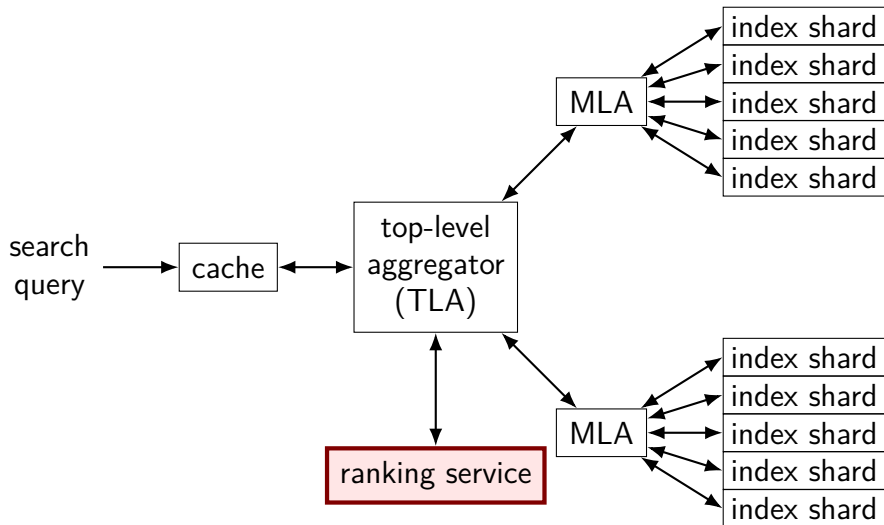 search
query
cache
top-level
aggregator
(TLA)
ranking service
MLA
index shard
index shard
index shard
index shard
index shard
MLA
index shard
index shard
index shard
index shard
index shard